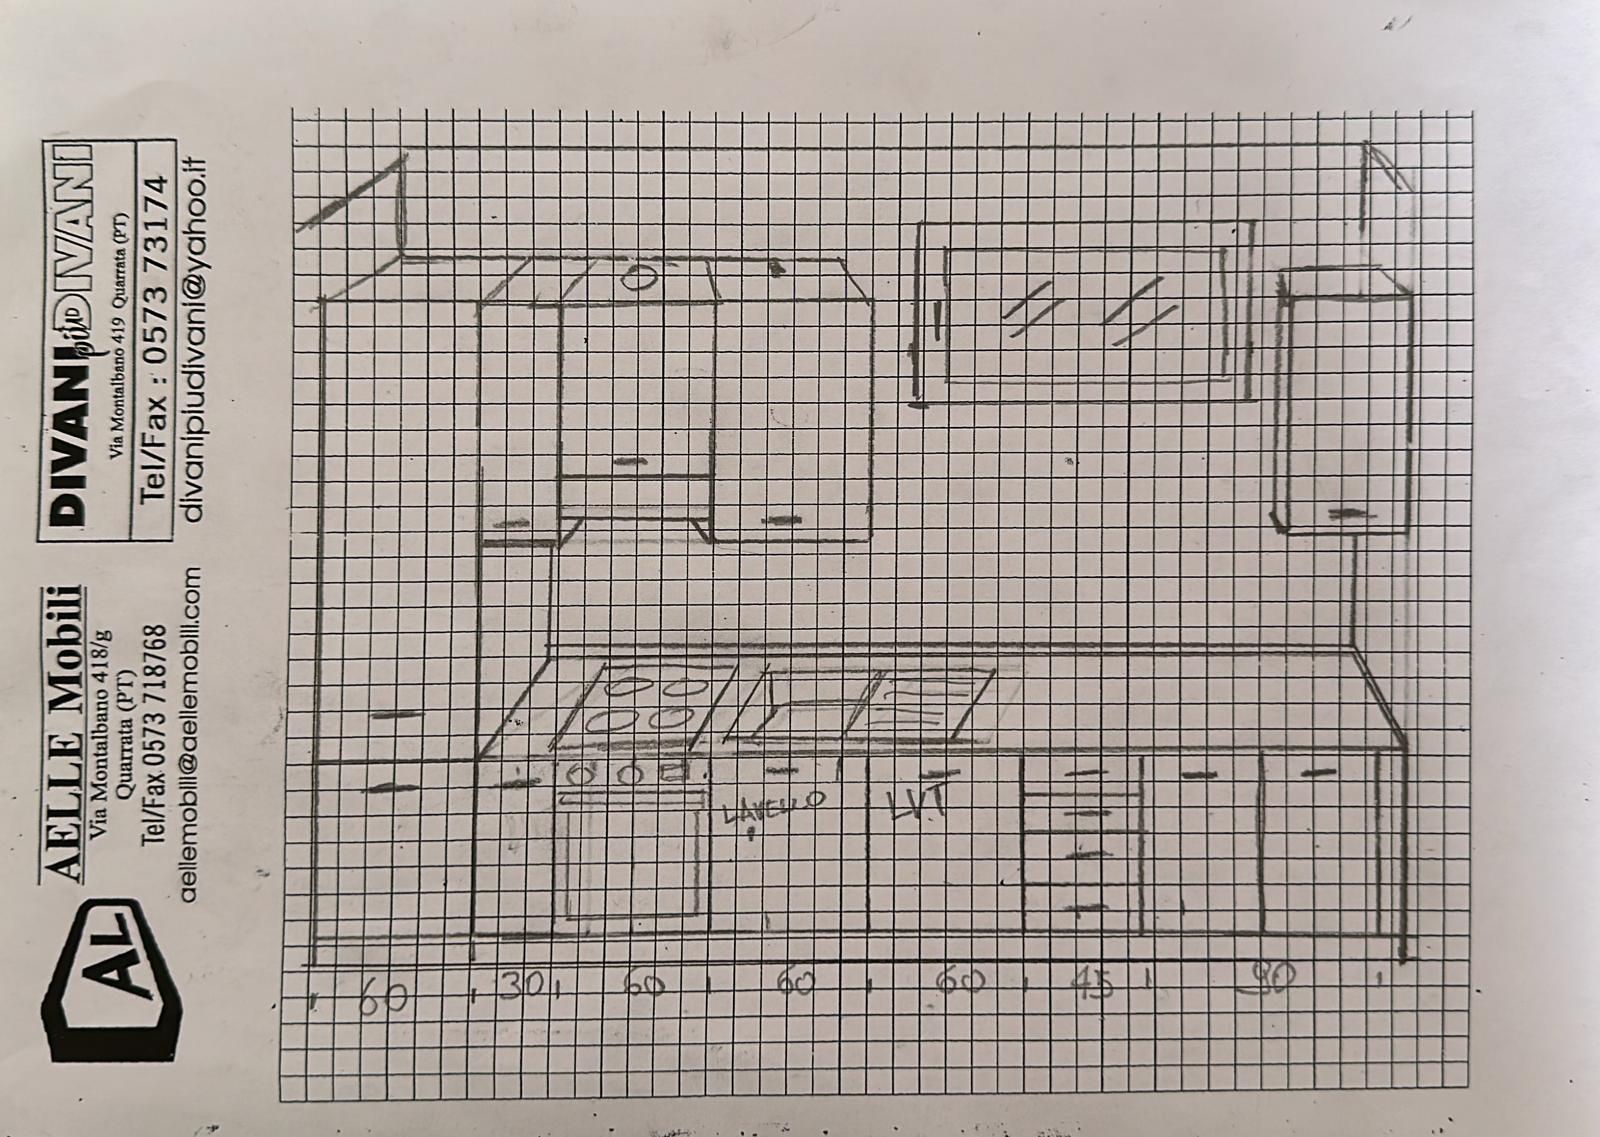 DIVANI più DIVANI
Via Montalbano 419 Quarrata (PT)
Tel/Fax : 0573 73174
divanipiudivani@yahoo.it
AELLE Mobili
Via Montalbano 418/g
Quarrata (PT)
Tel/Fax 0573 718768
aellemobili@aellemobili.com
AL
LAVELLO LVT
60 30 60 60 60 45 90